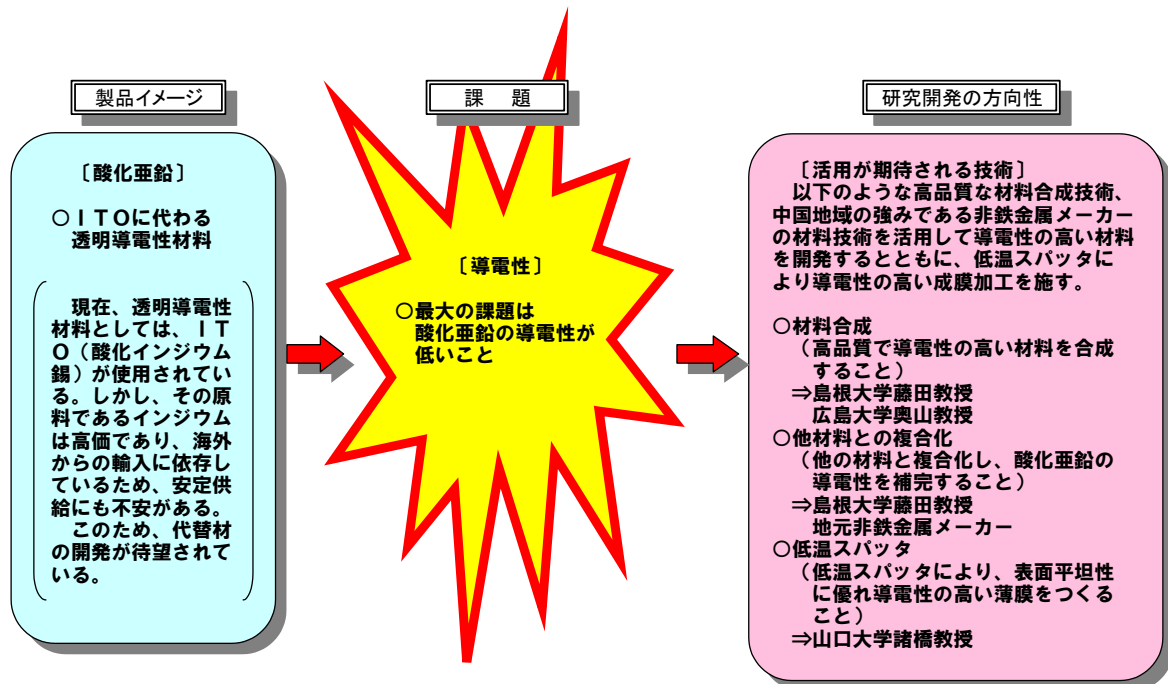 製品イメージ
〔酸化亜鉛〕
○ITOに代わる
透明導電性材料
現在、透明導電性
材料としては、IT
O(酸化インジウム
錫)が使用されてい
る。しかし、その原
料であるインジウム
は高価であり、海外
からの輸入に依存し
ているため、安定供
給にも不安がある。
このため、代替材
の開発が待望されて
いる。
課 題
〔導電性〕
○最大の課題は
酸化亜鉛の導電性が
低いこと
研究開発の方向性
〔活用が期待される技術〕
以下のような高品質な材料合成技術、
中国地域の強みである非鉄金属メーカー
の材料技術を活用して導電性の高い材料
を開発するとともに、低温スパッタに
より導電性の高い成膜加工を施す。
○材料合成
(高品質で導電性の高い材料を合成
すること)
⇒島根大学藤田教授
広島大学奥山教授
○他材料との複合化
(他の材料と複合化し、酸化亜鉛の
導電性を補完すること)
⇒島根大学藤田教授
地元非鉄金属メーカー
○低温スパッタ
(低温スパッタにより、表面平坦性
に優れ導電性の高い薄膜をつくる
こと)
⇒山口大学諸橋教授